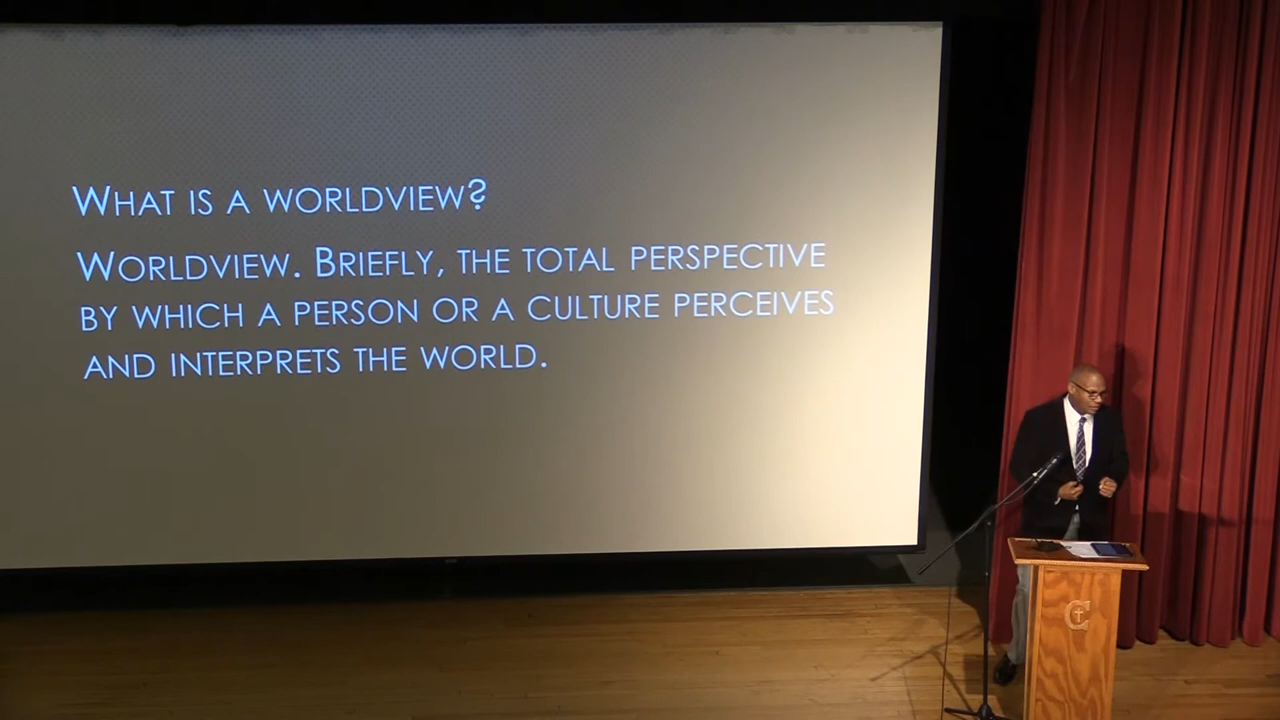 WHAT IS A WORLDVIEW?
WORLDVIEW. BRIEFLY, THE TOTAL PERSPECTIVE
BY WHICH A PERSON OR A CULTURE PERCEIVES
AND INTERPRETS THE WORLD.
C